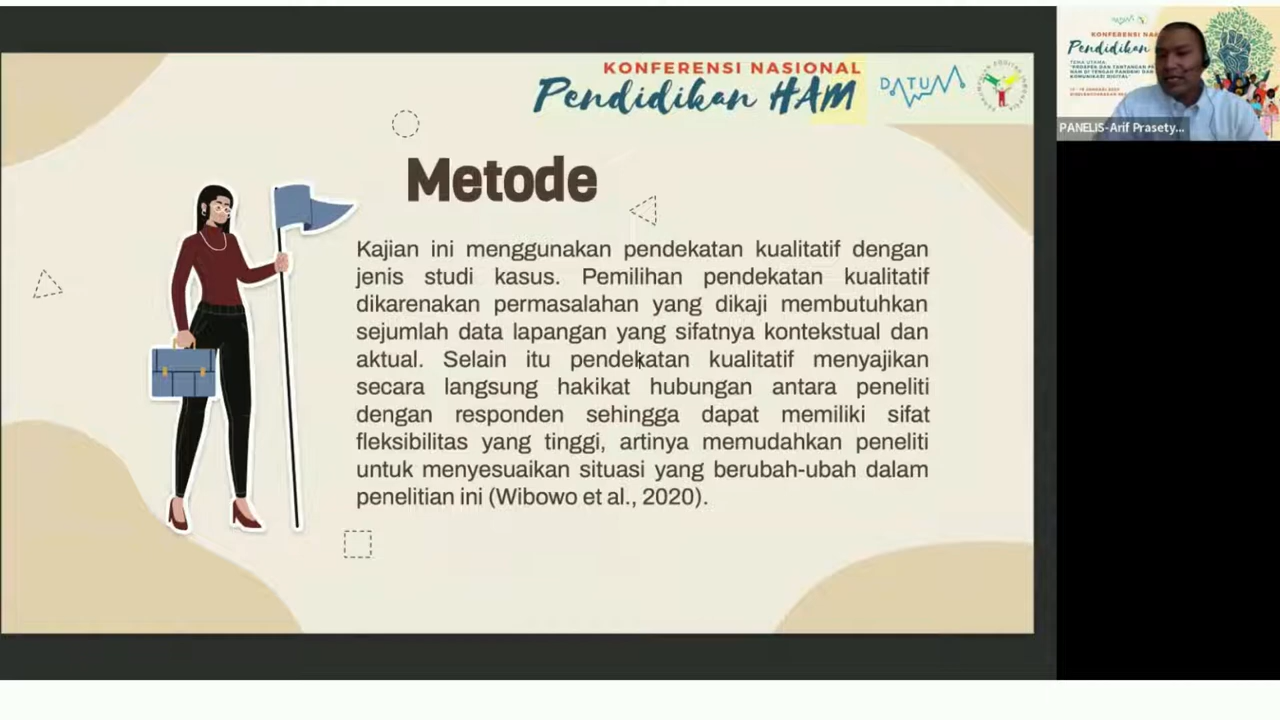 KONFERENSI NASIONAL
Pendidikan HAM
DATUM
Metode
Kajian ini menggunakan pendekatan kualitatif dengan
jenis studi kasus. Pemilihan pendekatan kualitatif
dikarenakan permasalahan yang dikaji membutuhkan
sejumlah data lapangan yang sifatnya kontekstual dan
aktual. Selain itu pendekatan kualitatif menyajikan
secara langsung hakikat hubungan antara peneliti
dengan responden sehingga dapat memiliki sifat
fleksibilitas yang tinggi, artinya memudahkan peneliti
untuk menyesuaikan situasi yang berubah-ubah dalam
penelitian ini (Wibowo et al., 2020).
KONFERENSI
Pendidikan
TEMA UTAMA:
PANELIS-Arif Prasety...